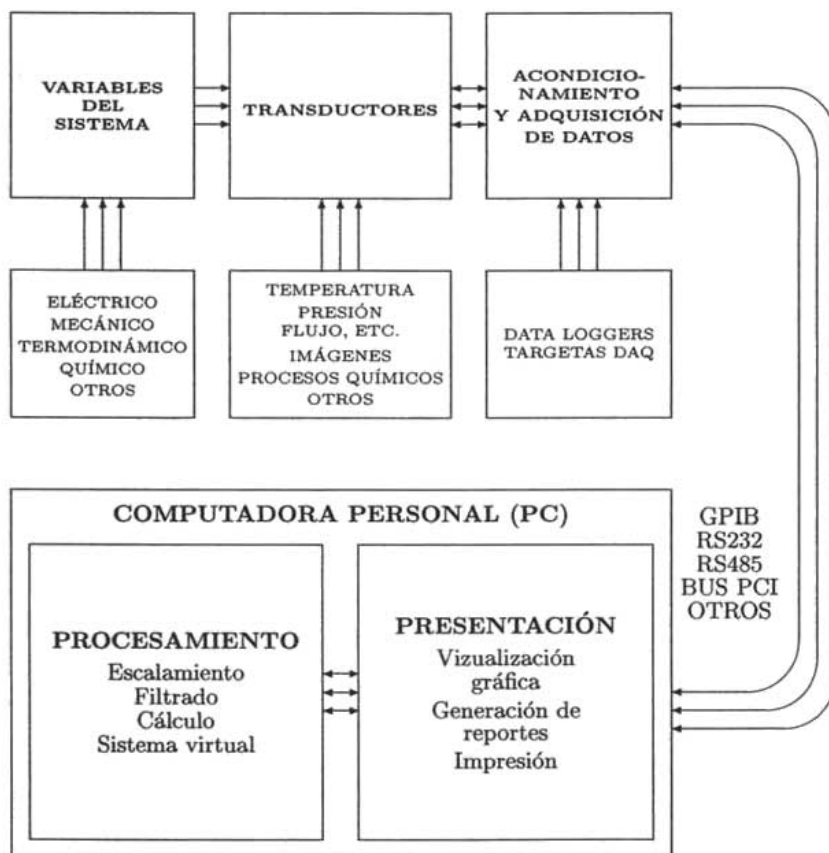 VARIABLES
DEL
SISTEMA
TRANSDUCTORES
ACONDICIO-
NAMIENTO
Y ADQUISICIÓN
DE DATOS
ELÉCTRICO
MECÁNICO
TERMODINÁMICO
QUÍMICO
OTROS
TEMPERATURA
PRESIÓN
FLUJO, ETC.
IMÁGENES
PROCESOS QUÍMICOS
OTROS
DATA LOGGERS
TARGETAS DAQ
GPIB
RS232
RS485
BUS PCI
OTROS
COMPUTADORA PERSONAL (PC)
PROCESAMIENTO
Escalamiento
Filtrado
Cálculo
Sistema virtual
PRESENTACIÓN
Vizualización
gráfica
Generación de
reportes
Impresión